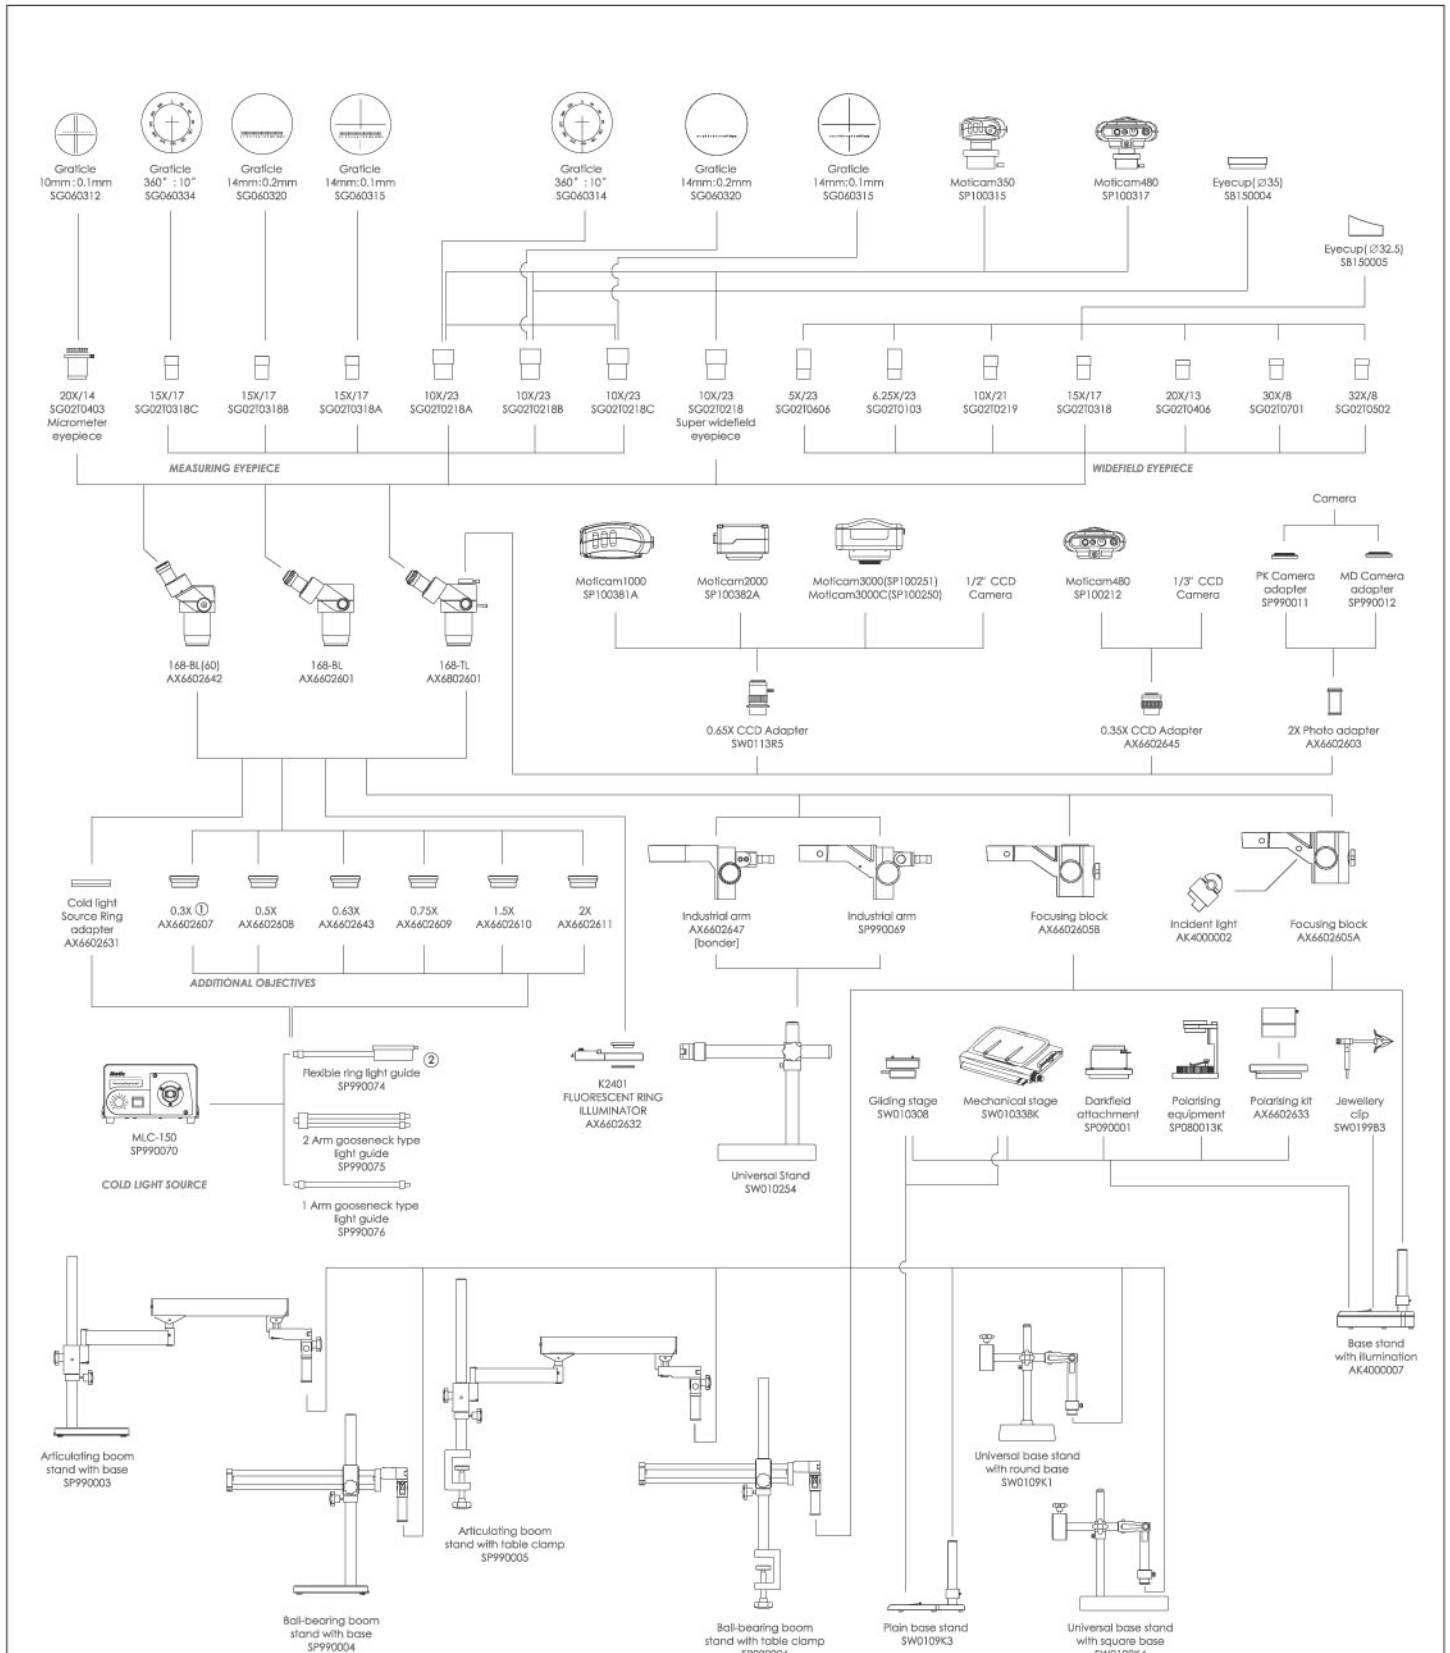 Graticle
10mm:0.1mm
SG060312
Graticle
360° :10"
SG060334
Graticle
14mm:0.2mm
SG060320
Graticle
14mm:0.1mm
SG060315
Graticle
360° :10"
SG060314
Graticle
14mm:0.2mm
SG060320
Graticle
14mm:0.1mm
SG060315
Moticam350
SP100315
Moticam480
SP100317
Eyecup(∅35)
SB150004
Eyecup(∅32.5)
SB150005
20X/14
SG02T0403
Micrometer
eyepiece
15X/17
SG02T0318C
15X/17
SG02T0318B
15X/17
SG02T0318A
10X/23
SG02T0218A
10X/23
SG02T0218B
10X/23
SG02T0218C
10X/23
SG02T0218
Super widefield
eyepiece
5X/23
SG02T0606
6.25X/23
SG02T0103
10X/21
SG02T0219
15X/17
SG02T0318
20X/13
SG02T0406
30X/8
SG02T0701
32X/8
SG02T0502
MEASURING EYEPIECE
WIDEFIELD EYEPIECE
168-BL(60)
AX6602642
168-BL
AX6602601
168-TL
AX6802601
Moticam1000
SP100381A
Moticam2000
SP100382A
Moticam3000(SP100251)
Moticam3000C(SP100250)
1/2" CCD
Camera
Moticam480
SP100212
1/3" CCD
Camera
Camera
PK Camera
adapter
SP990011
MD Camera
adapter
SP990012
0.65X CCD Adapter
SW0113R5
0.35X CCD Adapter
AX6602645
2X Photo adapter
AX6602603
Cold light
Source Ring
adapter
AX6602631
0.3X ①
AX6602607
0.5X
AX6602608
0.63X
AX6602643
0.75X
AX6602609
1.5X
AX6602610
2X
AX6602611
ADDITIONAL OBJECTIVES
Industrial arm
AX6602647
[bonder]
Industrial arm
SP990069
Focusing block
AX6602605B
Incident light
AK4000002
Focusing block
AX6602605A
MLC-150
SP990070
COLD LIGHT SOURCE
②
Flexible ring light guide
SP990074
2 Arm gooseneck type
light guide
SP990075
1 Arm gooseneck type
light guide
SP990076
K2401
FLUORESCENT RING
ILLUMINATOR
AX6602632
Universal Stand
SW010254
Gliding stage
SW010308
Mechanical stage
SW010338K
Darkfield
attachment
SP090001
Polarising
equipment
SP080013K
Polarising kit
AX6602633
Jewellery
clip
SW0199B3
Base stand
with illumination
AK4000007
Articulating boom
stand with base
SP990003
Ball-bearing boom
stand with base
SP990004
Articulating boom
stand with table clamp
SP990005
Ball-bearing boom
stand with table clamp
Plain base stand
SW0109K3
Universal base stand
with round base
SW0109K1
Universal base stand
with square base